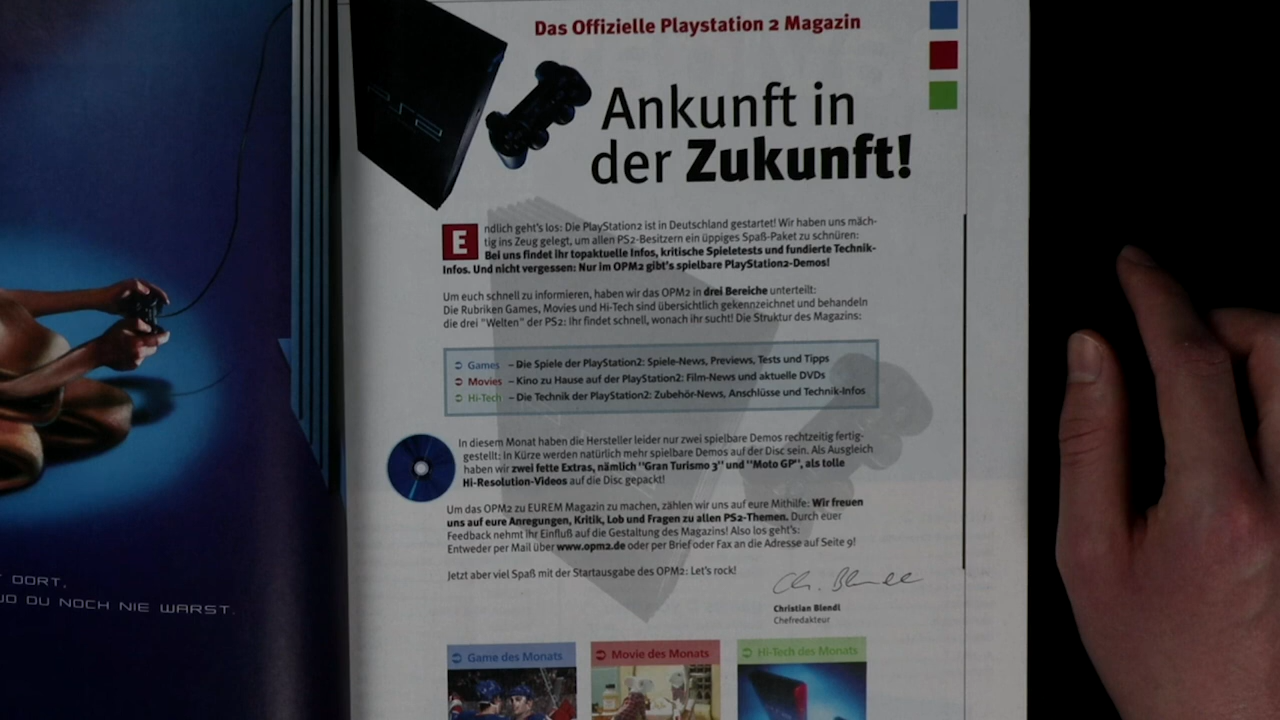 Das Offizielle Playstation 2 Magazin
PS2
Ankunft in
der Zukunft!
Endlich geht's los: Die PlayStation2 ist in Deutschland gestartet! Wir haben uns mäch-
tig ins Zeug gelegt, um allen PS2-Besitzern ein üppiges Spaß-Paket zu schnüren:
Bei uns findet ihr topaktuelle Infos, kritische Spieletests und fundierte Technik-
Infos. Und nicht vergessen: Nur im OPM2 gibt's spielbare PlayStation2-Demos!
Um euch schnell zu informieren, haben wir das OPM2 in drei Bereiche unterteilt:
Die Rubriken Games, Movies und Hi-Tech sind übersichtlich gekennzeichnet und behandeln
die drei "Welten" der PS2: Ihr findet schnell, wonach ihr sucht! Die Struktur des Magazins:
Games – Die Spiele der PlayStation2: Spiele-News, Previews, Tests und Tipps
Movies – Kino zu Hause auf der PlayStation2: Film-News und aktuelle DVDs
Hi-Tech – Die Technik der PlayStation2: Zubehör-News, Anschlüsse und Technik-Infos
In diesem Monat haben die Hersteller leider nur zwei spielbare Demos rechtzeitig fertig-
gestellt: In Kürze werden natürlich mehr spielbare Demos auf der Disc sein. Als Ausgleich
haben wir zwei fette Extras, nämlich "Gran Turismo 3" und "Moto GP", als tolle
Hi-Resolution-Videos auf die Disc gepackt!
Um das OPM2 zu EUREM Magazin zu machen, zählen wir uns auf eure Mithilfe: Wir freuen
uns auf eure Anregungen, Kritik, Lob und Fragen zu allen PS2-Themen. Durch euer
Feedback nehmt ihr Einfluß auf die Gestaltung des Magazins! Also los geht's:
Entweder per Mail über www.opm2.de oder per Brief oder Fax an die Adresse auf Seite 9!
Jetzt aber viel Spaß mit der Startausgabe des OPM2: Let's rock!
Ch. Blendl
Christian Blendl
Chefredakteur
Game des Monats
Movie des Monats
Hi-Tech des Monats
DORT,
WO DU NOCH NIE WARST.